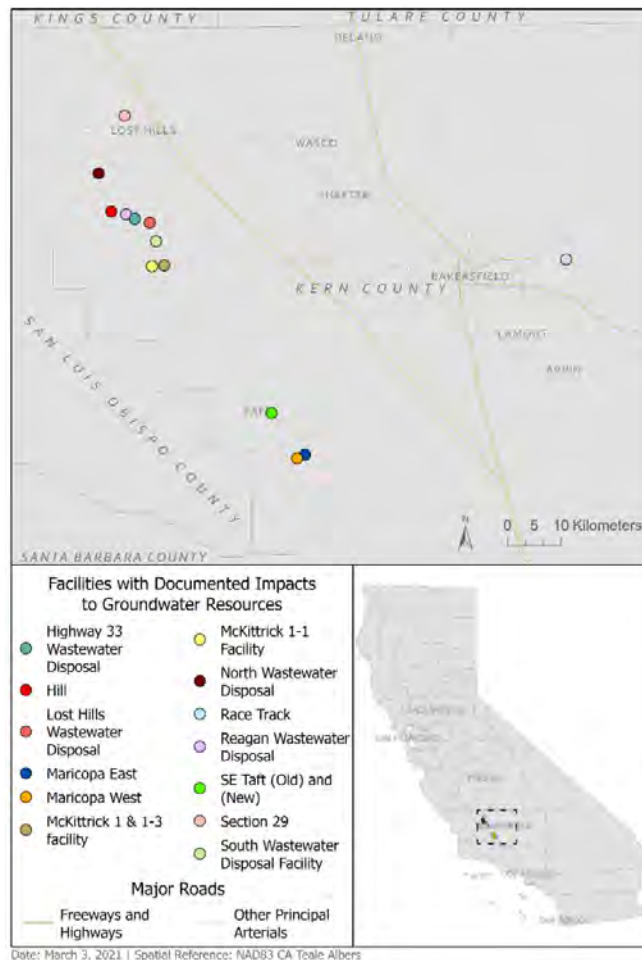 KINGS COUNTY
TULARE COUNTY
DELANO
LOST HILLS
WASCO
SHAFTER
BAKERSFIELD
KERN COUNTY
LAMONT
ARVIN
SAN LUIS OBISPO COUNTY
TAFT
N
0 5 10 Kilometers
SANTA BARBARA COUNTY
Facilities with Documented Impacts
to Groundwater Resources
Highway 33
Wastewater
Disposal
Hill
Lost Hills
Wastewater
Disposal
Maricopa East
Maricopa West
McKittrick 1 & 1-3
facility
McKittrick 1-1
Facility
North Wastewater
Disposal
Race Track
Reagan Wastewater
Disposal
SE Taft (Old) and
(New)
Section 29
South Wastewater
Disposal Facility
Major Roads
Freeways and
Highways
Other Principal
Arterials
Date: March 3, 2021 | Spatial Reference: NAD83 CA Teale Albers